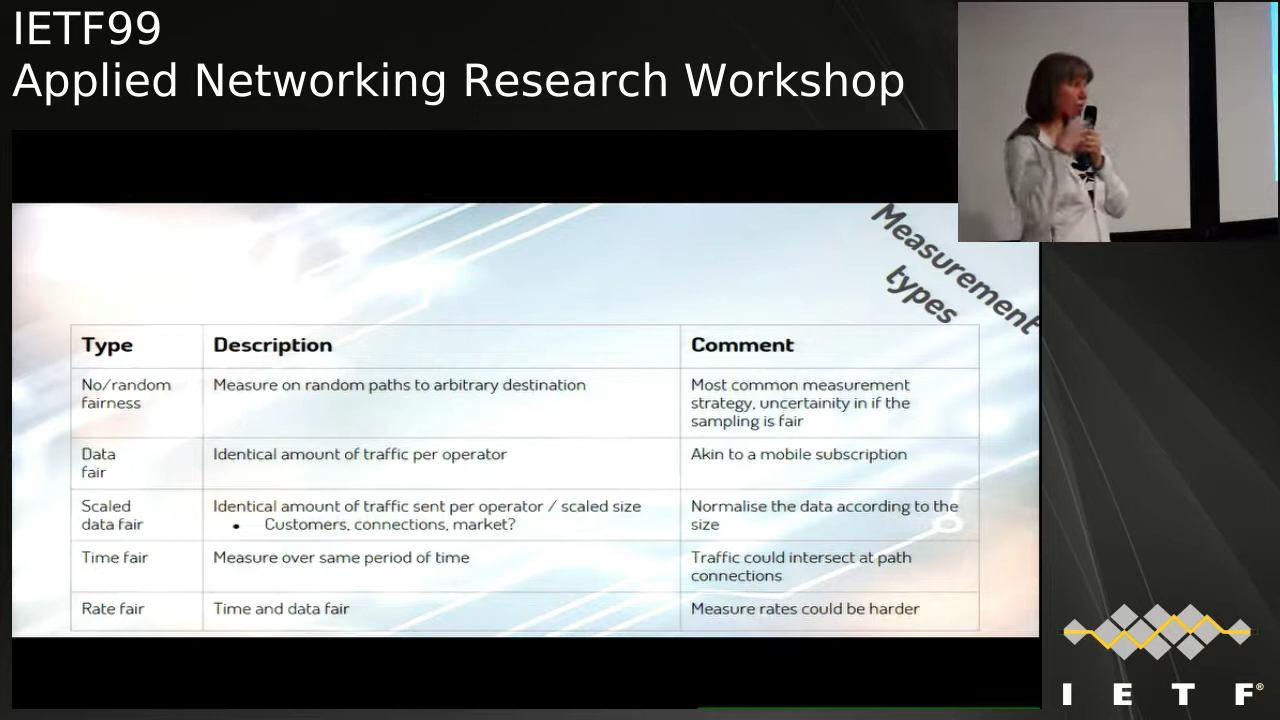 IETF99
Applied Networking Research Workshop
Measurement
types
Type Description Comment
No/random Measure on random paths to arbitrary destination Most common measurement
fairness strategy, uncertainity in if the
sampling is fair
Data Identical amount of traffic per operator Akin to a mobile subscription
fair
Scaled Identical amount of traffic sent per operator / scaled size Normalise the data according to the
data fair • Customers, connections, market? size
Time fair Measure over same period of time Traffic could intersect at path
connections
Rate fair Time and data fair Measure rates could be harder
I E T F®